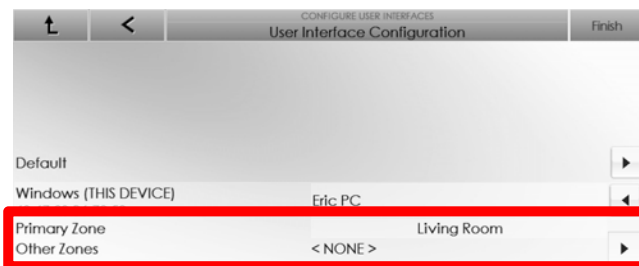 CONFIGURE USER INTERFACES
User Interface Configuration
Finish
Default
Windows (THIS DEVICE)
Eric PC
Primary Zone
Living Room
Other Zones
< NONE >